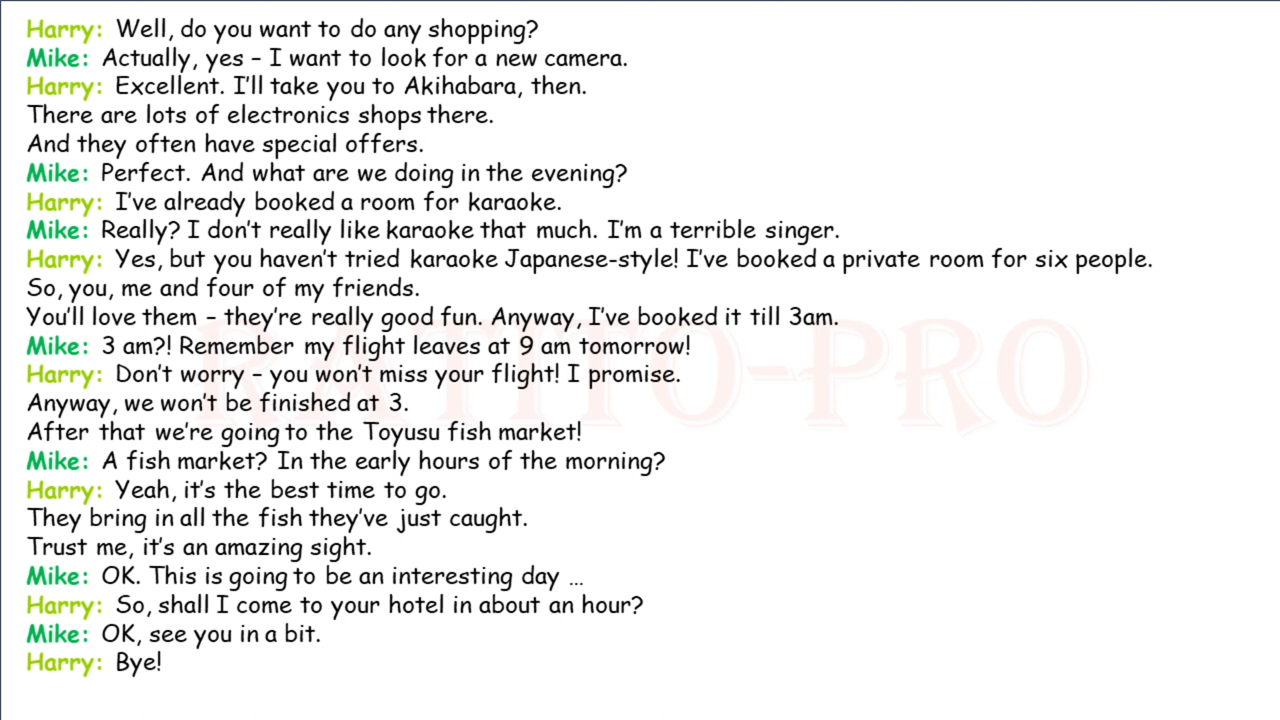 Harry: Well, do you want to do any shopping?
Mike: Actually, yes – I want to look for a new camera.
Harry: Excellent. I'll take you to Akihabara, then.
There are lots of electronics shops there.
And they often have special offers.
Mike: Perfect. And what are we doing in the evening?
Harry: I've already booked a room for karaoke.
Mike: Really? I don't really like karaoke that much. I'm a terrible singer.
Harry: Yes, but you haven't tried karaoke Japanese-style! I've booked a private room for six people.
So, you, me and four of my friends.
You'll love them – they're really good fun. Anyway, I've booked it till 3am.
Mike: 3 am?! Remember my flight leaves at 9 am tomorrow!
Harry: Don't worry – you won't miss your flight! I promise.
Anyway, we won't be finished at 3.
After that we're going to the Toyusu fish market!
Mike: A fish market? In the early hours of the morning?
Harry: Yeah, it's the best time to go.
They bring in all the fish they've just caught.
Trust me, it's an amazing sight.
Mike: OK. This is going to be an interesting day …
Harry: So, shall I come to your hotel in about an hour?
Mike: OK, see you in a bit.
Harry: Bye!
RATITO-PRO